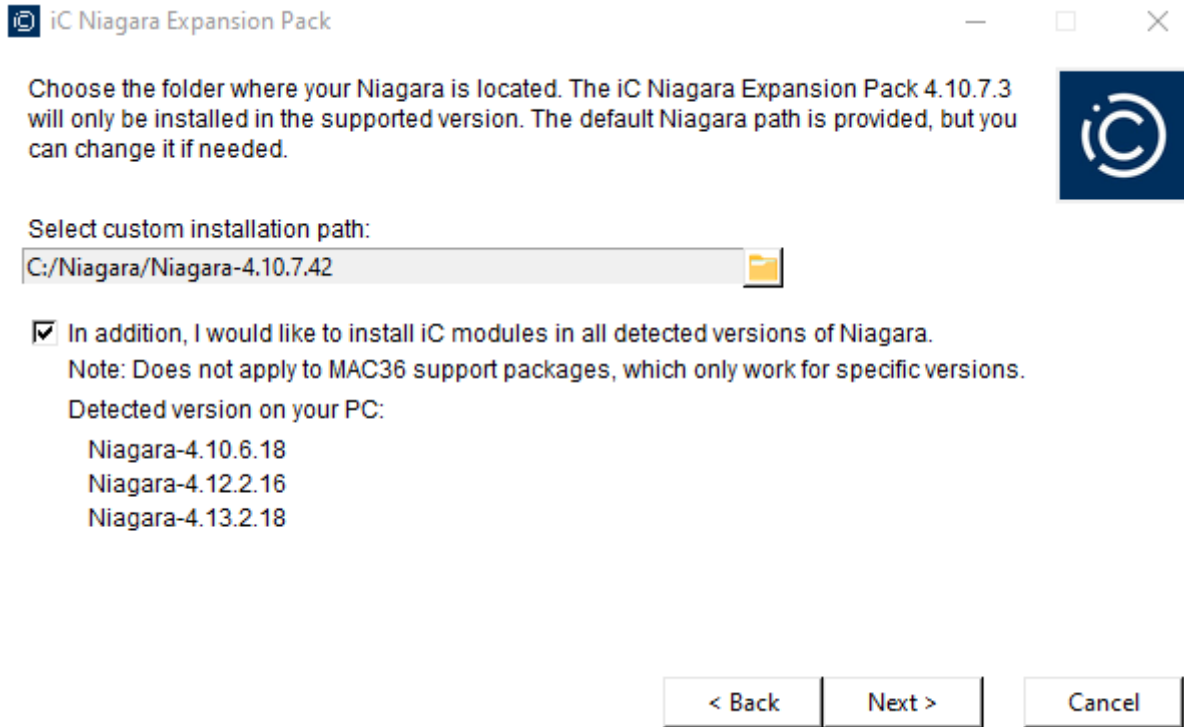 iC Niagara Expansion Pack
Choose the folder where your Niagara is located. The iC Niagara Expansion Pack 4.10.7.3
will only be installed in the supported version. The default Niagara path is provided, but you
can change it if needed.
iC
Select custom installation path:
C:/Niagara/Niagara-4.10.7.42
In addition, I would like to install iC modules in all detected versions of Niagara.
Note: Does not apply to MAC36 support packages, which only work for specific versions.
Detected version on your PC:
Niagara-4.10.6.18
Niagara-4.12.2.16
Niagara-4.13.2.18
< Back
Next >
Cancel